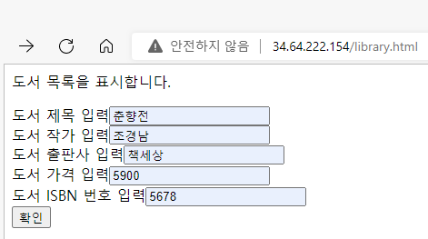 안전하지 않음 | 34.64.222.154/library.html
도서 목록을 표시합니다.
도서 제목 입력 춘향전
도서 작가 입력 조경남
도서 출판사 입력 책세상
도서 가격 입력 5900
도서 ISBN 번호 입력 5678
확인